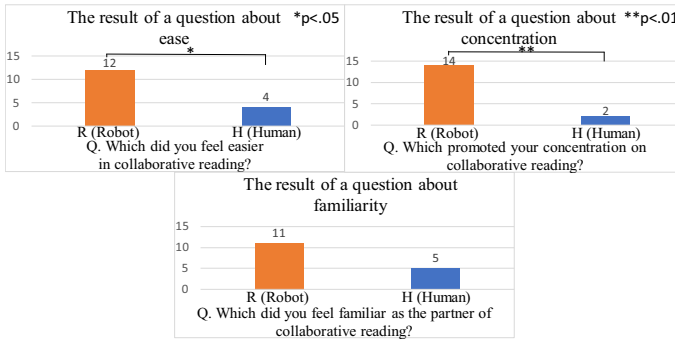 The result of a question about *p<.05
ease
*
15
10
5
0
12
4
R (Robot) H (Human)
Q. Which did you feel easier
in collaborative reading?
The result of a question about **p<.01
concentration
**
15
10
5
0
14
2
R (Robot) H (Human)
Q. Which promoted your concentration on
collaborative reading?
The result of a question about
familiarity
15
10
5
0
11
5
R (Robot) H (Human)
Q. Which did you feel familiar as the partner of
collaborative reading?